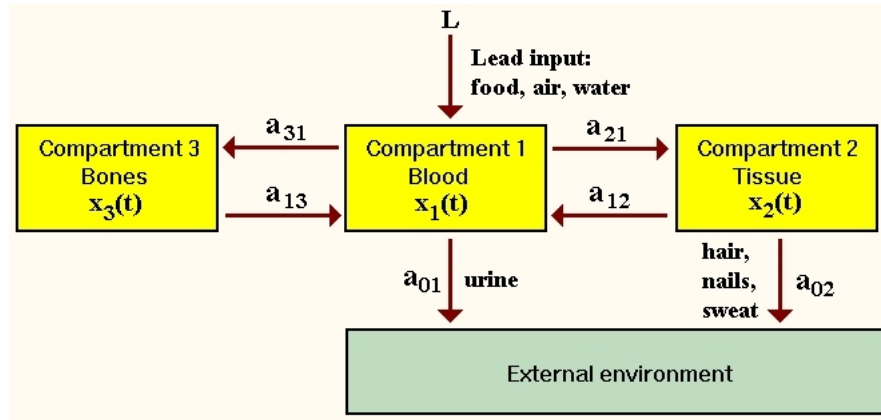 L
Lead input:
food, air, water
a31
a21
Compartment 3
Bones
x3(t)
Compartment 1
Blood
x1(t)
Compartment 2
Tissue
x2(t)
a13
a12
a01 urine
hair,
nails,
sweat
a02
External environment